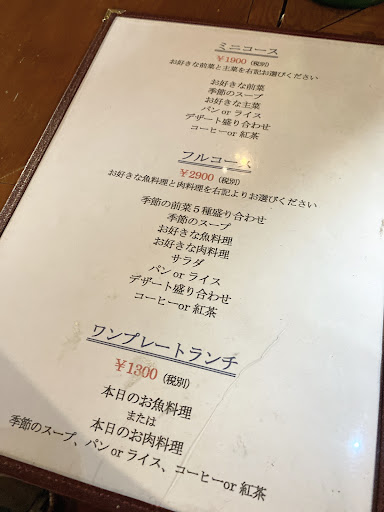 ミニコース
¥1900（税別）
お好きな前菜と主菜を右記お選びください
お好きな前菜
季節のスープ
お好きな主菜
パン or ライス
デザート盛り合わせ
コーヒーor 紅茶
フルコース
¥2900（税別）
お好きな魚料理と肉料理を右記よりお選びください
季節の前菜５種盛り合わせ
季節のスープ
お好きな魚料理
お好きな肉料理
サラダ
パン or ライス
デザート盛り合わせ
コーヒーor 紅茶
ワンプレートランチ
¥1300（税別）
本日のお魚料理
または
本日のお肉料理
季節のスープ、パン or ライス、コーヒーor 紅茶